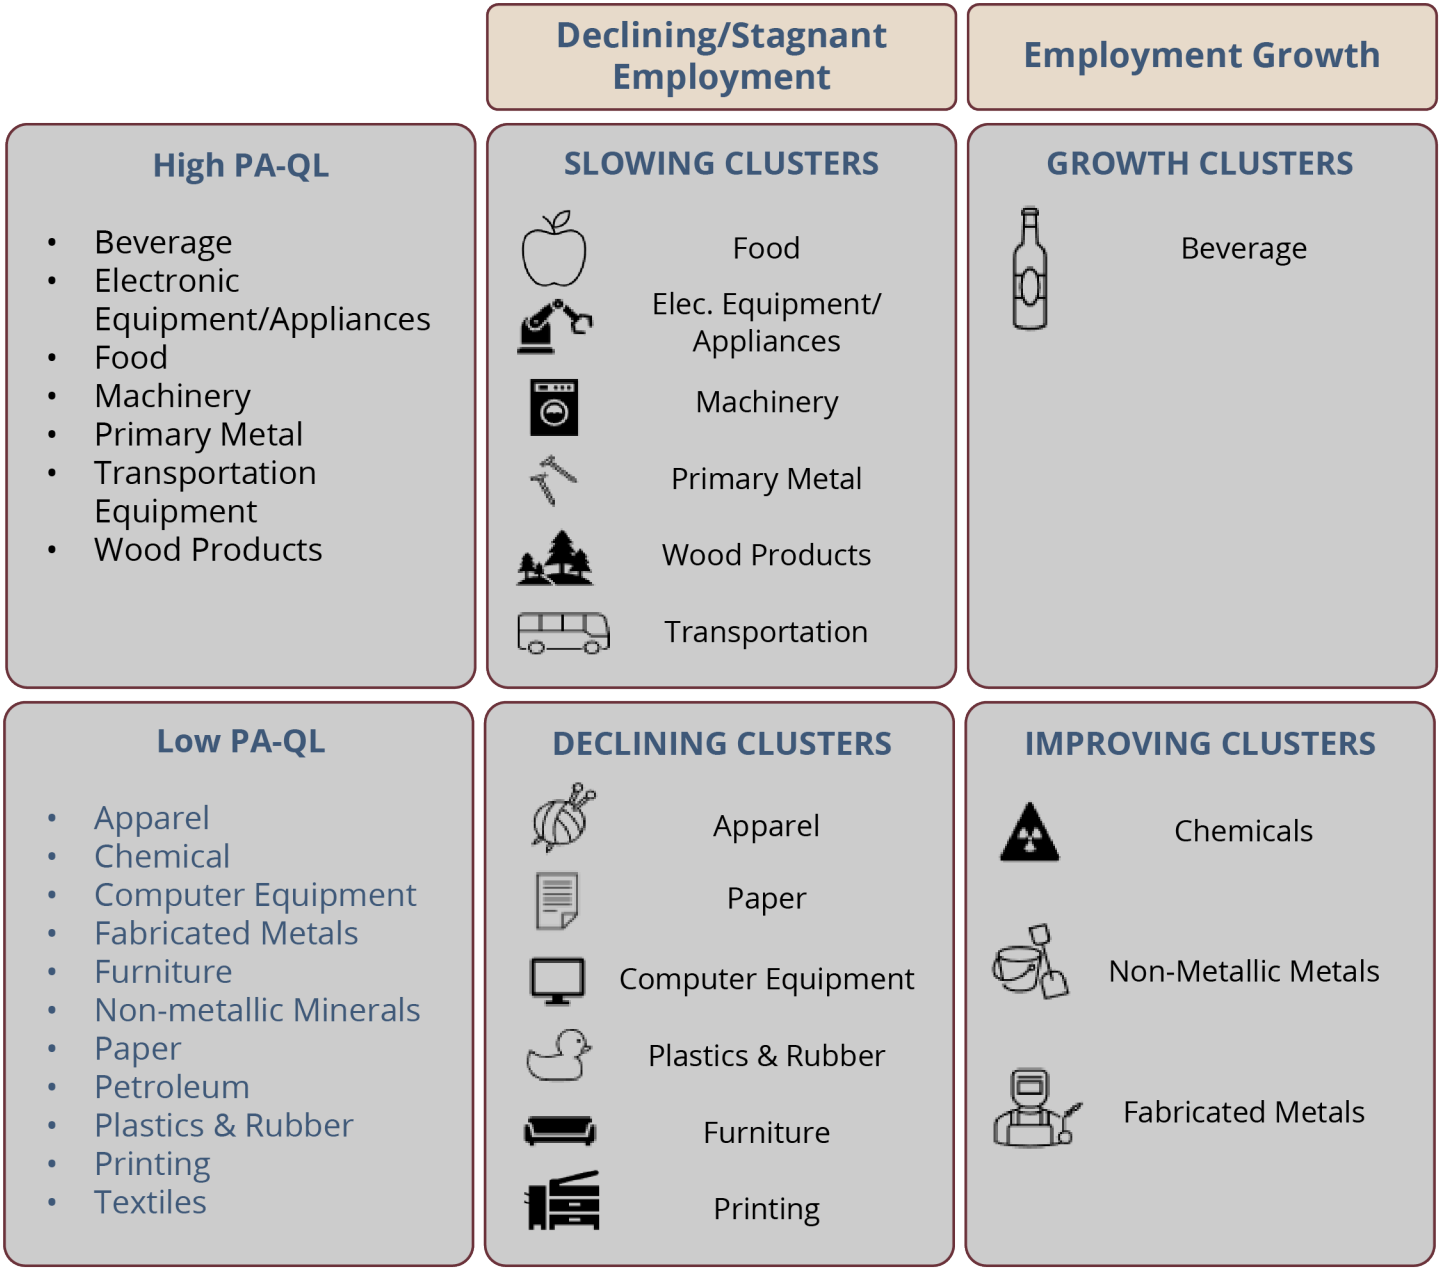 Declining/Stagnant
Employment
Employment Growth
High PA-QL
• Beverage
• Electronic
Equipment/Appliances
• Food
• Machinery
• Primary Metal
• Transportation
Equipment
• Wood Products
SLOWING CLUSTERS
Food
Elec. Equipment/
Appliances
Machinery
Primary Metal
Wood Products
Transportation
GROWTH CLUSTERS
Beverage
Low PA-QL
• Apparel
• Chemical
• Computer Equipment
• Fabricated Metals
• Furniture
• Non-metallic Minerals
• Paper
• Petroleum
• Plastics & Rubber
• Printing
• Textiles
DECLINING CLUSTERS
Apparel
Paper
Computer Equipment
Plastics & Rubber
Furniture
Printing
IMPROVING CLUSTERS
Chemicals
Non-Metallic Metals
Fabricated Metals